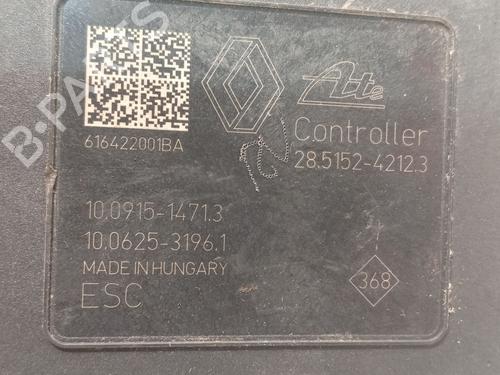 Ate
Controller
616422001BA
28.5152-4212.3
10.0915-1471.3
10.0625-3196.1
MADE IN HUNGARY
ESC
368
B-PARTS